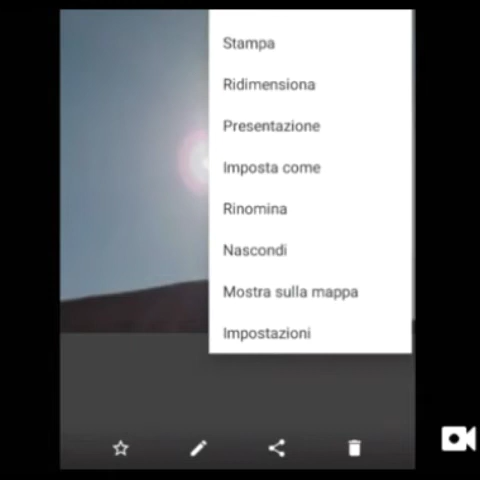 Stampa
Ridimensiona
Presentazione
Imposta come
Rinomina
Nascondi
Mostra sulla mappa
Impostazioni